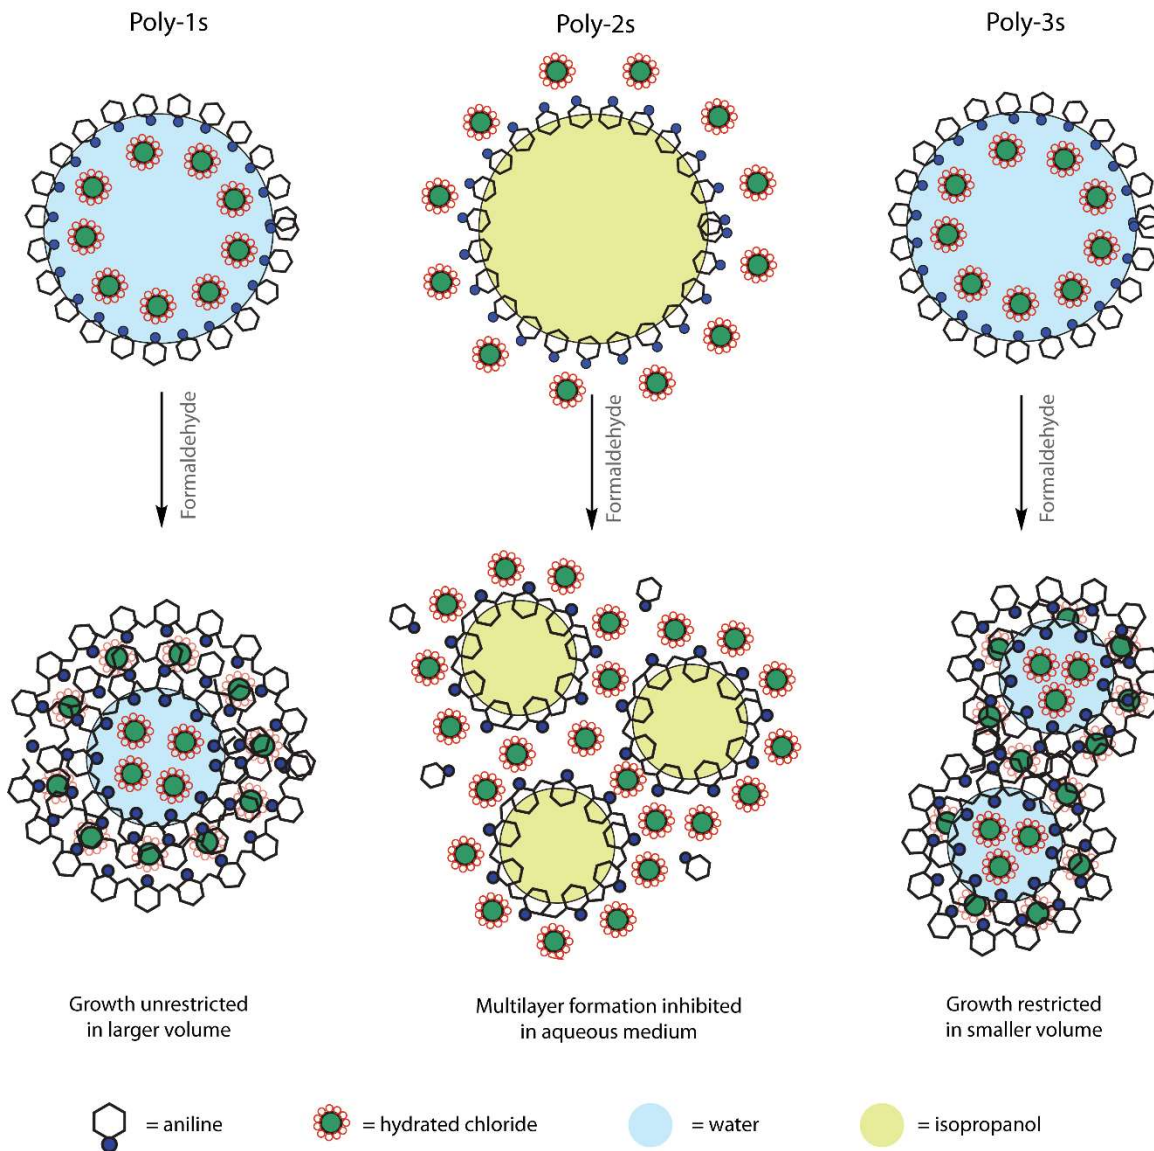 Poly-1s
Poly-2s
Poly-3s
Formaldehyde
Formaldehyde
Formaldehyde
Growth unrestricted
in larger volume
Multilayer formation inhibited
in aqueous medium
Growth restricted
in smaller volume
= aniline
= hydrated chloride
= water
= isopropanol